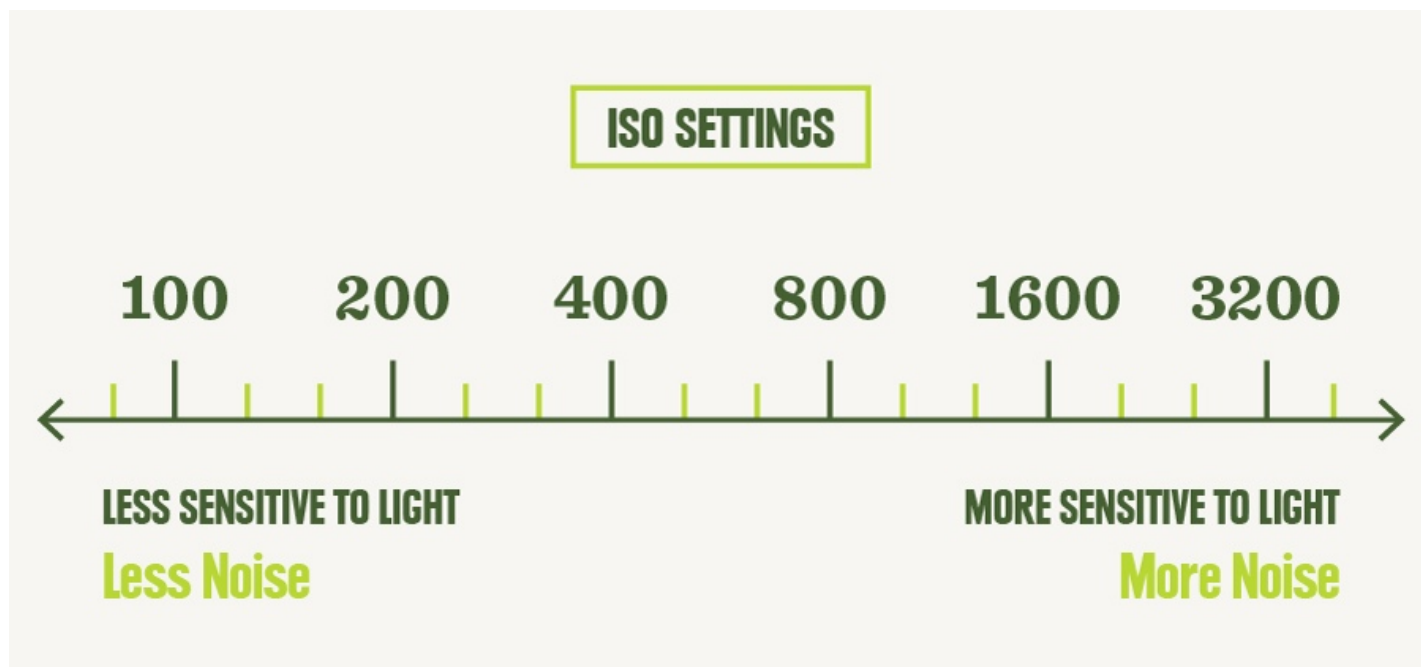 ISO SETTINGS
100 200 400 800 1600 3200
LESS SENSITIVE TO LIGHT MORE SENSITIVE TO LIGHT
Less Noise More Noise